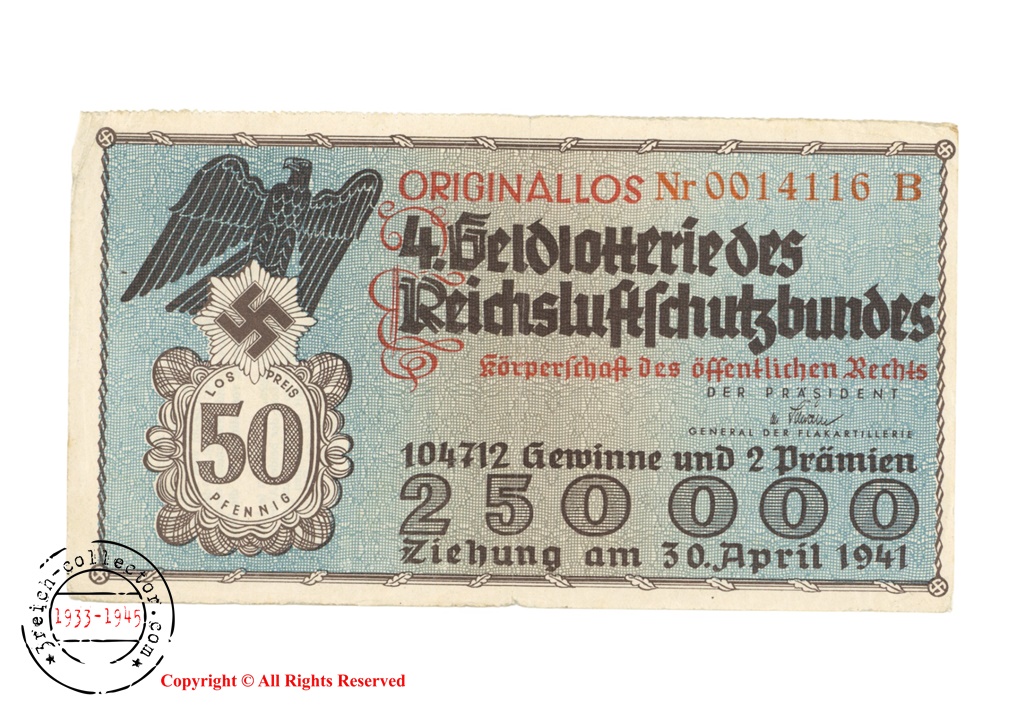 ORIGINALLOS Nr 0014116 B
4. Geldlotterie des
Reichsluftschutzbundes
Körperschaft des öffentlichen Rechts
DER PRÄSIDENT
GENERAL DER FLAKARTILLERIE
104712 Gewinne und 2 Prämien
250000
Ziehung am 30. April 1941
LOS PREIS
50
PFENNIG
3reich-collector.com
1933-1945
Copyright © All Rights Reserved